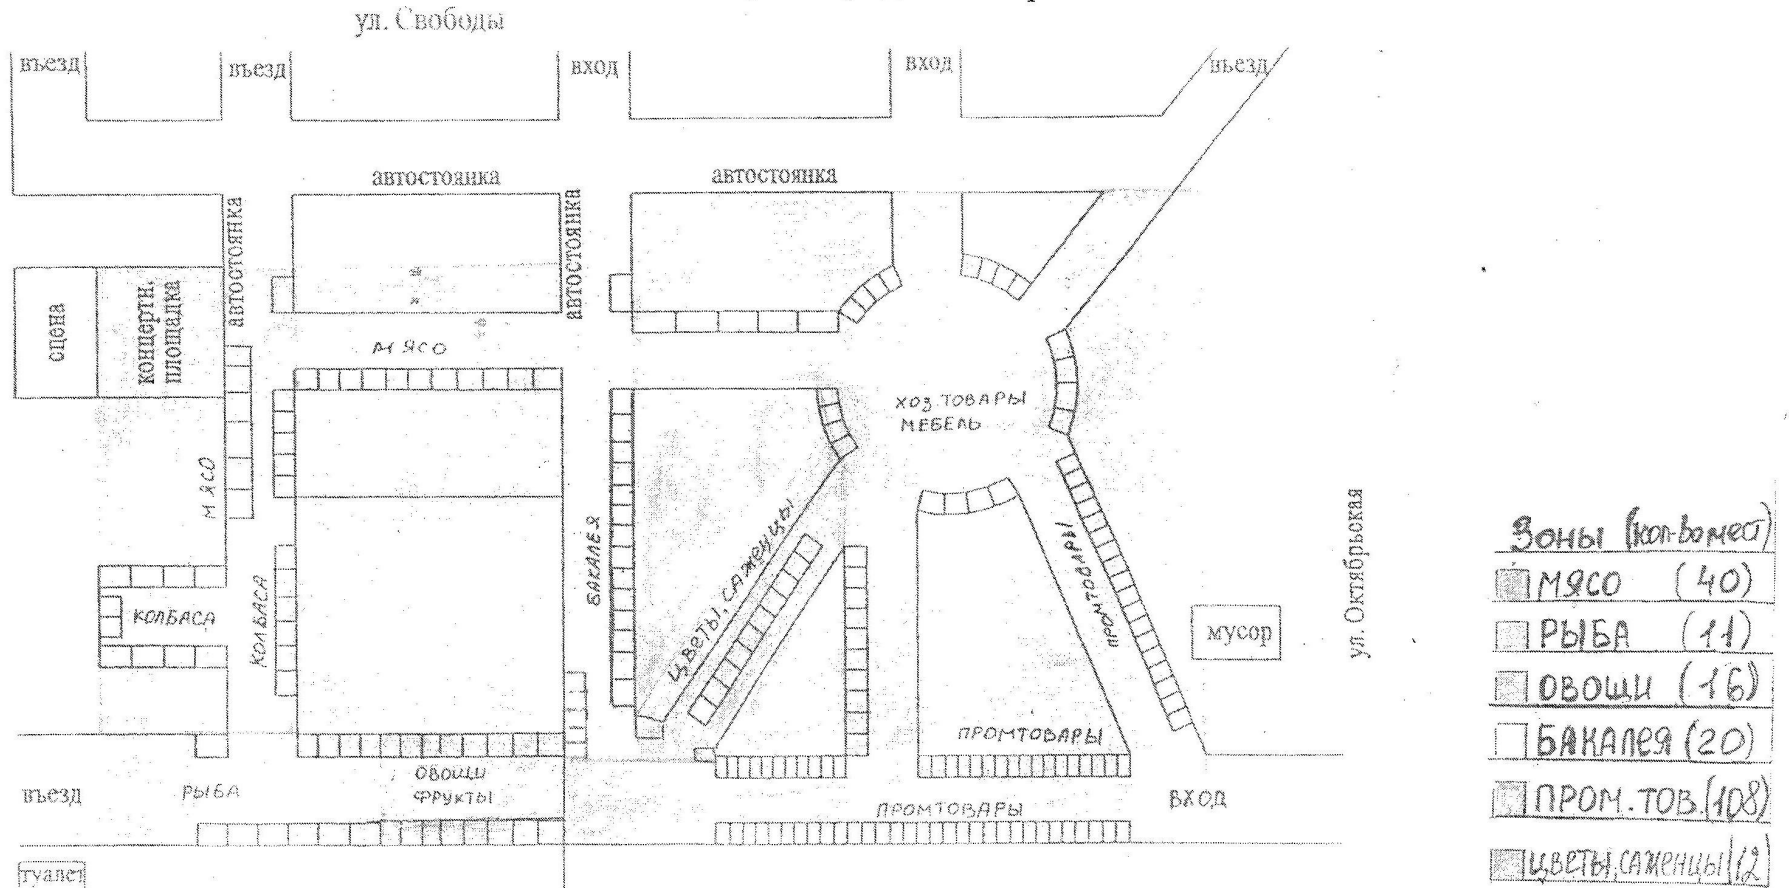 ул. Свободы
въезд
въезд
вход
вход
въезд
автостоянка
автостоянка
автостоянка
автостоянка
сцена
концертн.
площадка
МЯСО
ХОЗ.ТОВАРЫ
МЕБЕЛЬ
МЯСО
БАКАЛЕЯ
ЦВЕТЫ, САЖЕНЦЫ
ПРОМТОВАРЫ
ул. Октябрьская
КОЛБАСА
КОЛБАСА
мусор
ПРОМТОВАРЫ
въезд
РЫБА
ОВОЩИ
ФРУКТЫ
ПРОМТОВАРЫ
ВХОД
туалет
Зоны (кол-во мест)
МЯСО (40)
РЫБА (11)
ОВОЩИ (16)
БАКАЛЕЯ (20)
ПРОМ.ТОВ.(108)
ЦВЕТЫ, САЖЕНЦЫ (12)